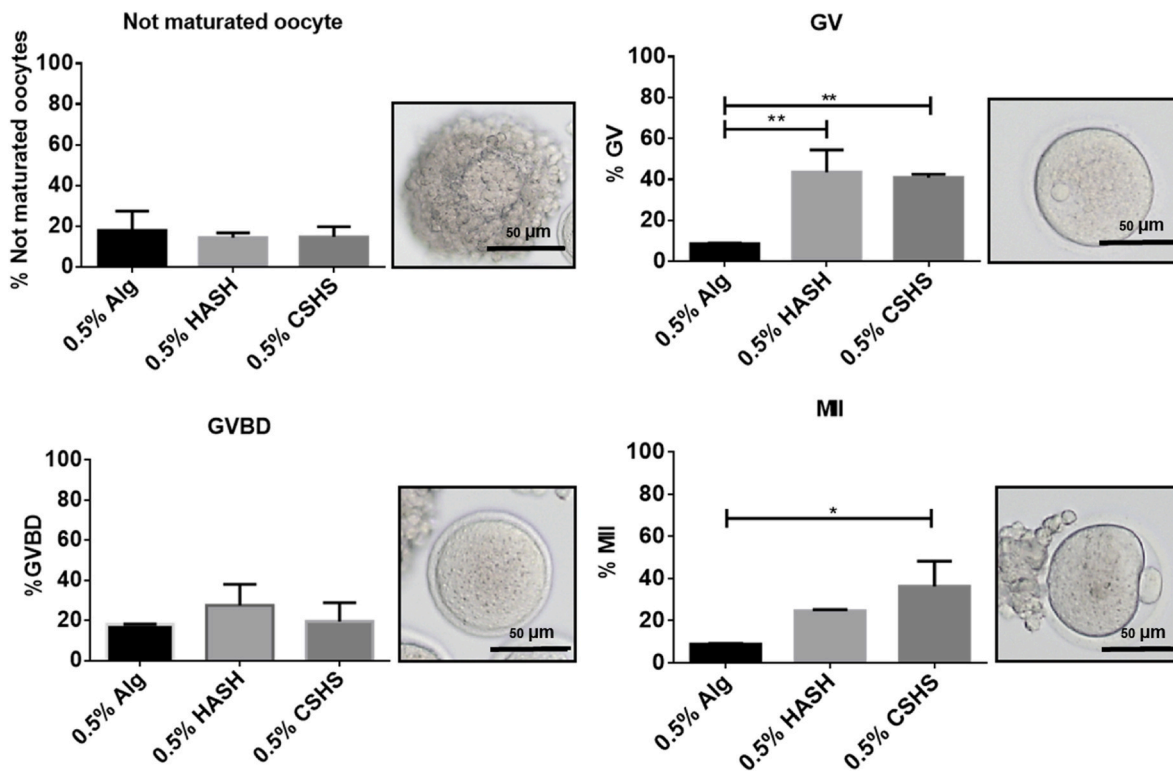 Not maturated oocyte
% Not maturated oocytes
100
80
60
40
20
0
0.5% Alg
0.5% HASH
0.5% CSHS
50 µm
GV
% GV
100
80
60
40
20
0
**
**
0.5% Alg
0.5% HASH
0.5% CSHS
50 µm
GVBD
%GVBD
100
80
60
40
20
0
0.5% Alg
0.5% HASH
0.5% CSHS
50 µm
MII
% MII
100
80
60
40
20
0
*
0.5% Alg
0.5% HASH
0.5% CSHS
50 µm